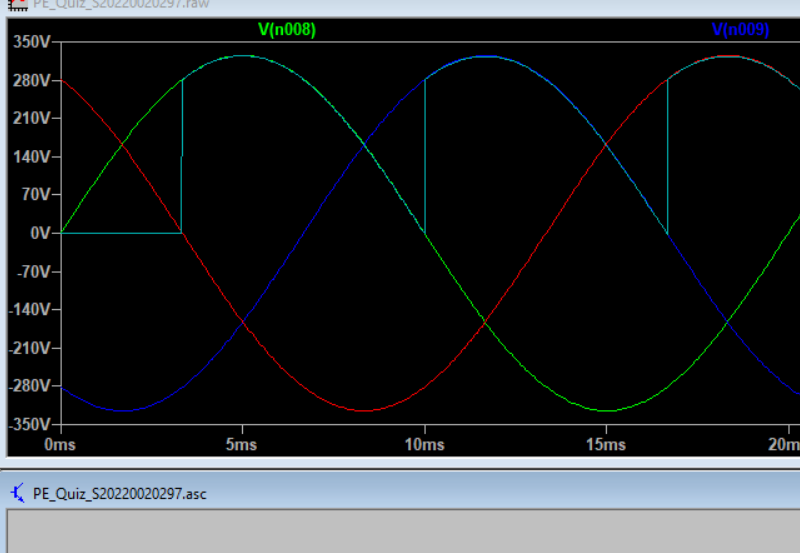 PE_Quiz_S20220020297.raw
V(n008) V(n009)
350V
280V
210V
140V
70V
0V
-70V
-140V
-210V
-280V
-350V
0ms 5ms 10ms 15ms 20m
PE_Quiz_S20220020297.asc